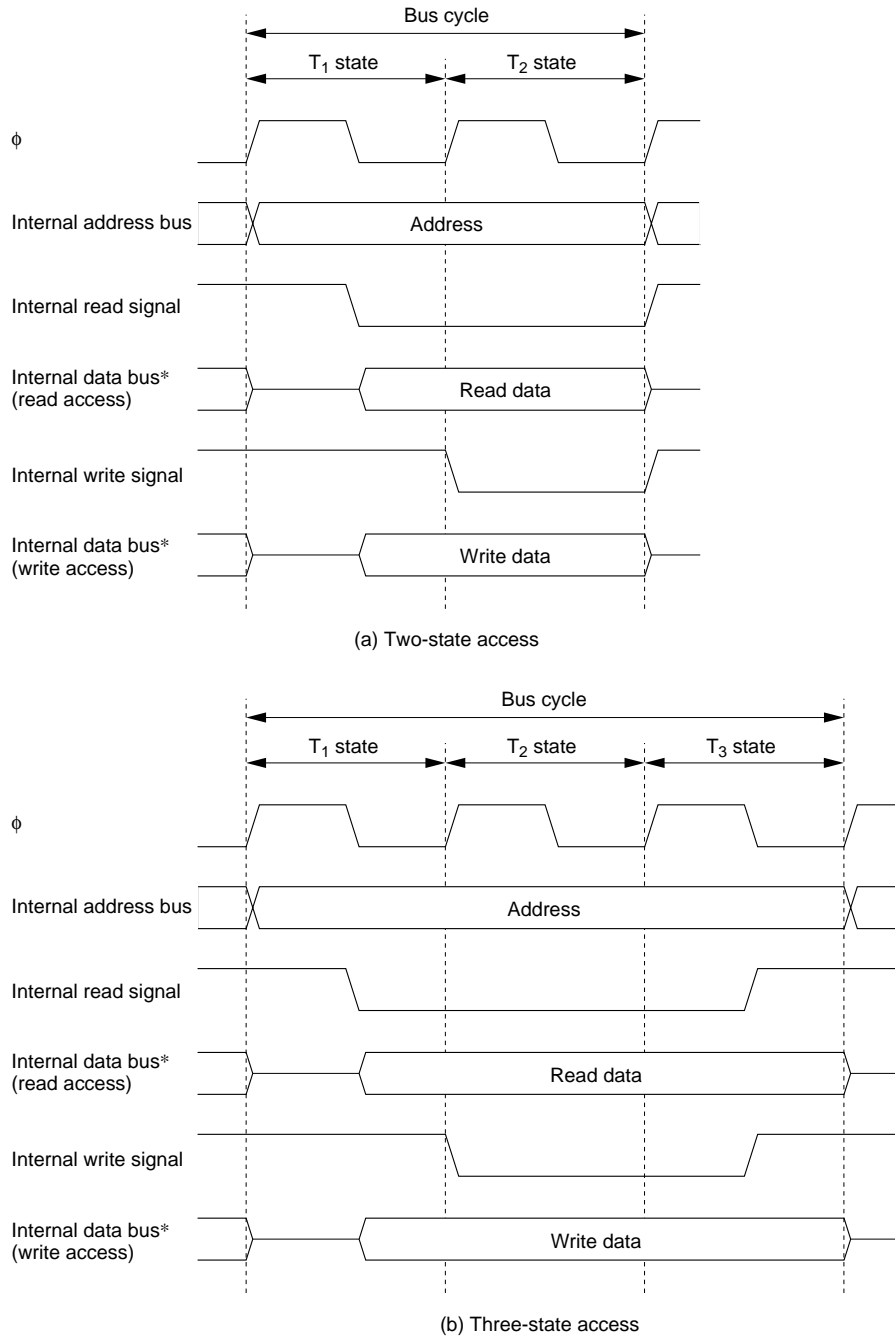 Bus cycle
T1 state
T2 state
ϕ
Internal address bus
Address
Internal read signal
Internal data bus*
(read access)
Read data
Internal write signal
Internal data bus*
(write access)
Write data
(a) Two-state access
Bus cycle
T1 state
T2 state
T3 state
ϕ
Internal address bus
Address
Internal read signal
Internal data bus*
(read access)
Read data
Internal write signal
Internal data bus*
(write access)
Write data
(b) Three-state access